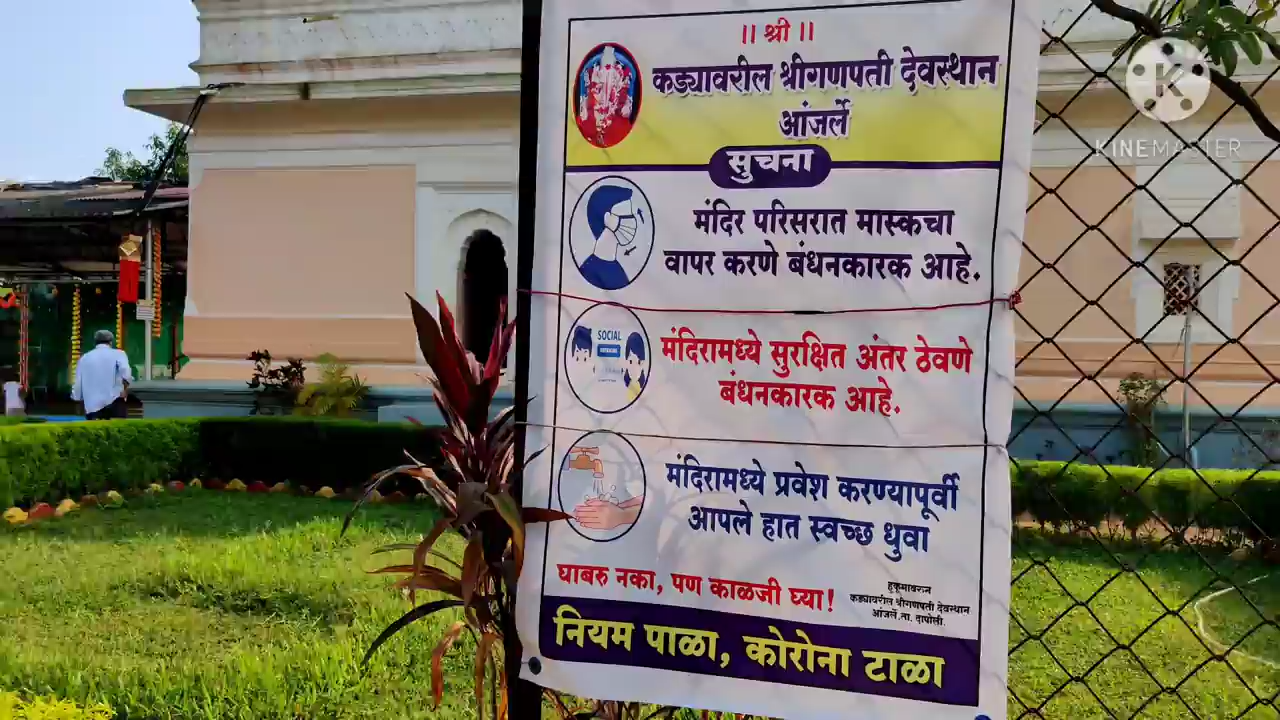 ।। श्री ।।
कड्यावरील श्रीगणपती देवस्थान
आंजर्ले
सुचना
मंदिर परिसरात मास्कचा
वापर करणे बंधनकारक आहे.
SOCIAL
मंदिरामध्ये सुरक्षित अंतर ठेवणे
बंधनकारक आहे.
मंदिरामध्ये प्रवेश करण्यापूर्वी
आपले हात स्वच्छ धुवा
घाबरु नका, पण काळजी घ्या!
हुकूमावरुन
कड्यावरील श्रीगणपती देवस्थान
आंजर्ले.ता. दापोली.
नियम पाळा, कोरोना टाळा
K
KINEMASTER